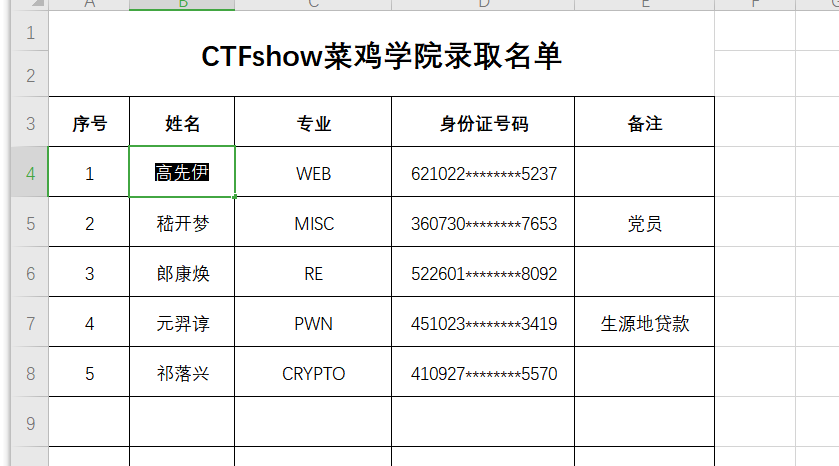 A B C D E F
1
CTFshow菜鸡学院录取名单
2
3 序号 姓名 专业 身份证号码 备注
4 1 高先伊 WEB 621022********5237
5 2 嵇开梦 MISC 360730********7653 党员
6 3 郎康焕 RE 522601********8092
7 4 元羿谆 PWN 451023********3419 生源地贷款
8 5 祁落兴 CRYPTO 410927********5570
9